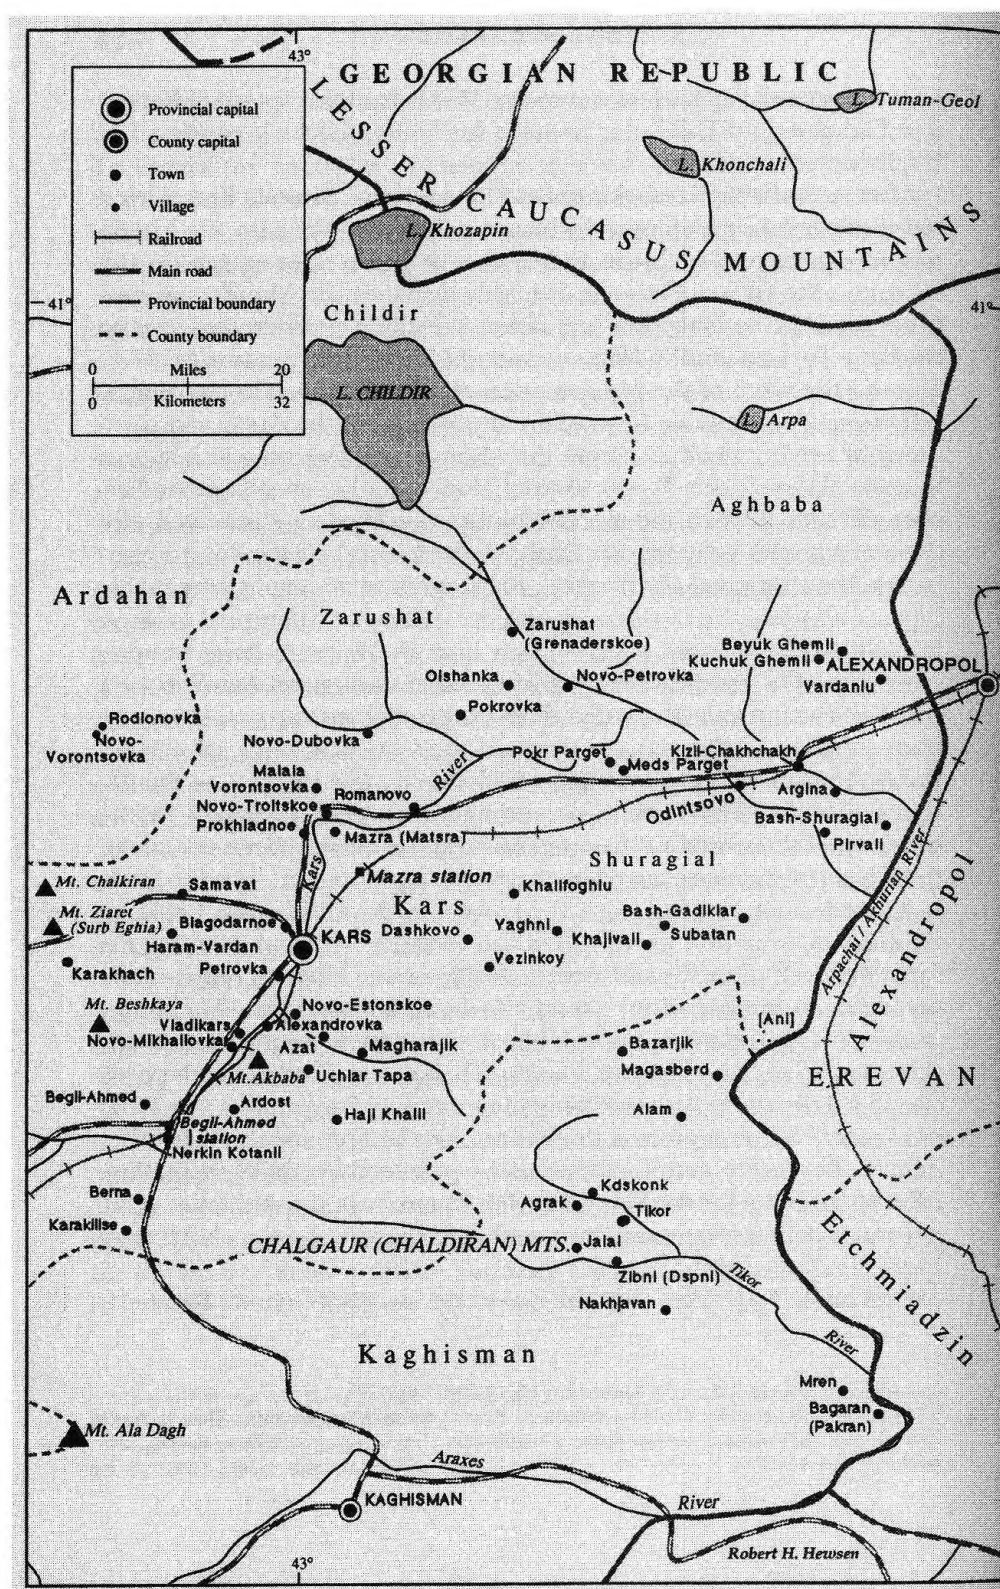 43°
GEORGIAN REPUBLIC
LESSER CAUCASUS MOUNTAINS
L. Tuman-Geol
L. Khonchali
L. Khozapin
Provincial capital
County capital
Town
Village
Railroad
Main road
Provincial boundary
County boundary
0 Miles 20
0 Kilometers 32
41°
41°
Childir
L. CHILDIR
L. Arpa
Aghbaba
Ardahan
Zarushat
Zarushat
(Grenaderskoe)
Beyuk Ghemli
Kuchuk Ghemli
ALEXANDROPOL
Vardanlu
Olshanka
Novo-Petrovka
Pokrovka
Rodionovka
Novo-
Vorontsovka
Novo-Dubovka
River
Pokr Parget
Meds Parget
Kizil-Chakhchakh
Malaia
Vorontsovka
Romanovo
Novo-Troitskoe
Prokhladnoe
Mazra (Matsra)
Odintsovo
Argina
Bash-Shuragial
Pirvali
Kars
Mazra station
Shuragial
Mt. Chalkiran
Samavat
Khalifoghlu
Kars
Mt. Ziaret
(Surb Eghia)
Blagodarnoe
Haram-Vardan
KARS
Dashkovo
Yaghni
Bash-Gadiklar
Khajivali
Subatan
Karakhach
Petrovka
Vezinkoy
Arpachai / Akhurian River
Alexandropol
Mt. Beshkaya
Novo-Estonskoe
Vladikars
Alexandrovka
Novo-Mikhailovka
Azat
Magharajik
[Ani]
Bazarjik
Mt. Akbaba
Uchlar Tapa
Magasberd
EREVAN
Begli-Ahmed
Ardost
Haji Khalil
Alam
Begli-Ahmed
station
Nerkin Kotanli
Berna
Kdskonk
Agrak
Tikor
Karakilise
CHALGAUR (CHALDIRAN) MTS.
Jalal
Zibni (Dspni)
Tikor
River
Etchmiadzin
Nakhjavan
Kaghisman
Mren
Bagaran
(Pakran)
Mt. Ala Dagh
Araxes
River
KAGHISMAN
Robert H. Hewsen
43°